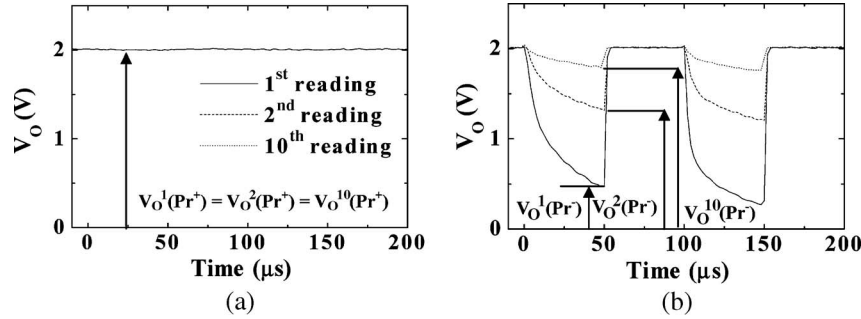 2
1
0
V_O (V)
1st reading
2nd reading
10th reading
V_O^1(Pr^+) = V_O^2(Pr^+) = V_O^10(Pr^+)
0 50 100 150 200
Time (μs)
(a)
2
1
0
V_O (V)
V_O^1(Pr^-) V_O^2(Pr^-) V_O^10(Pr^-)
0 50 100 150 200
Time (μs)
(b)